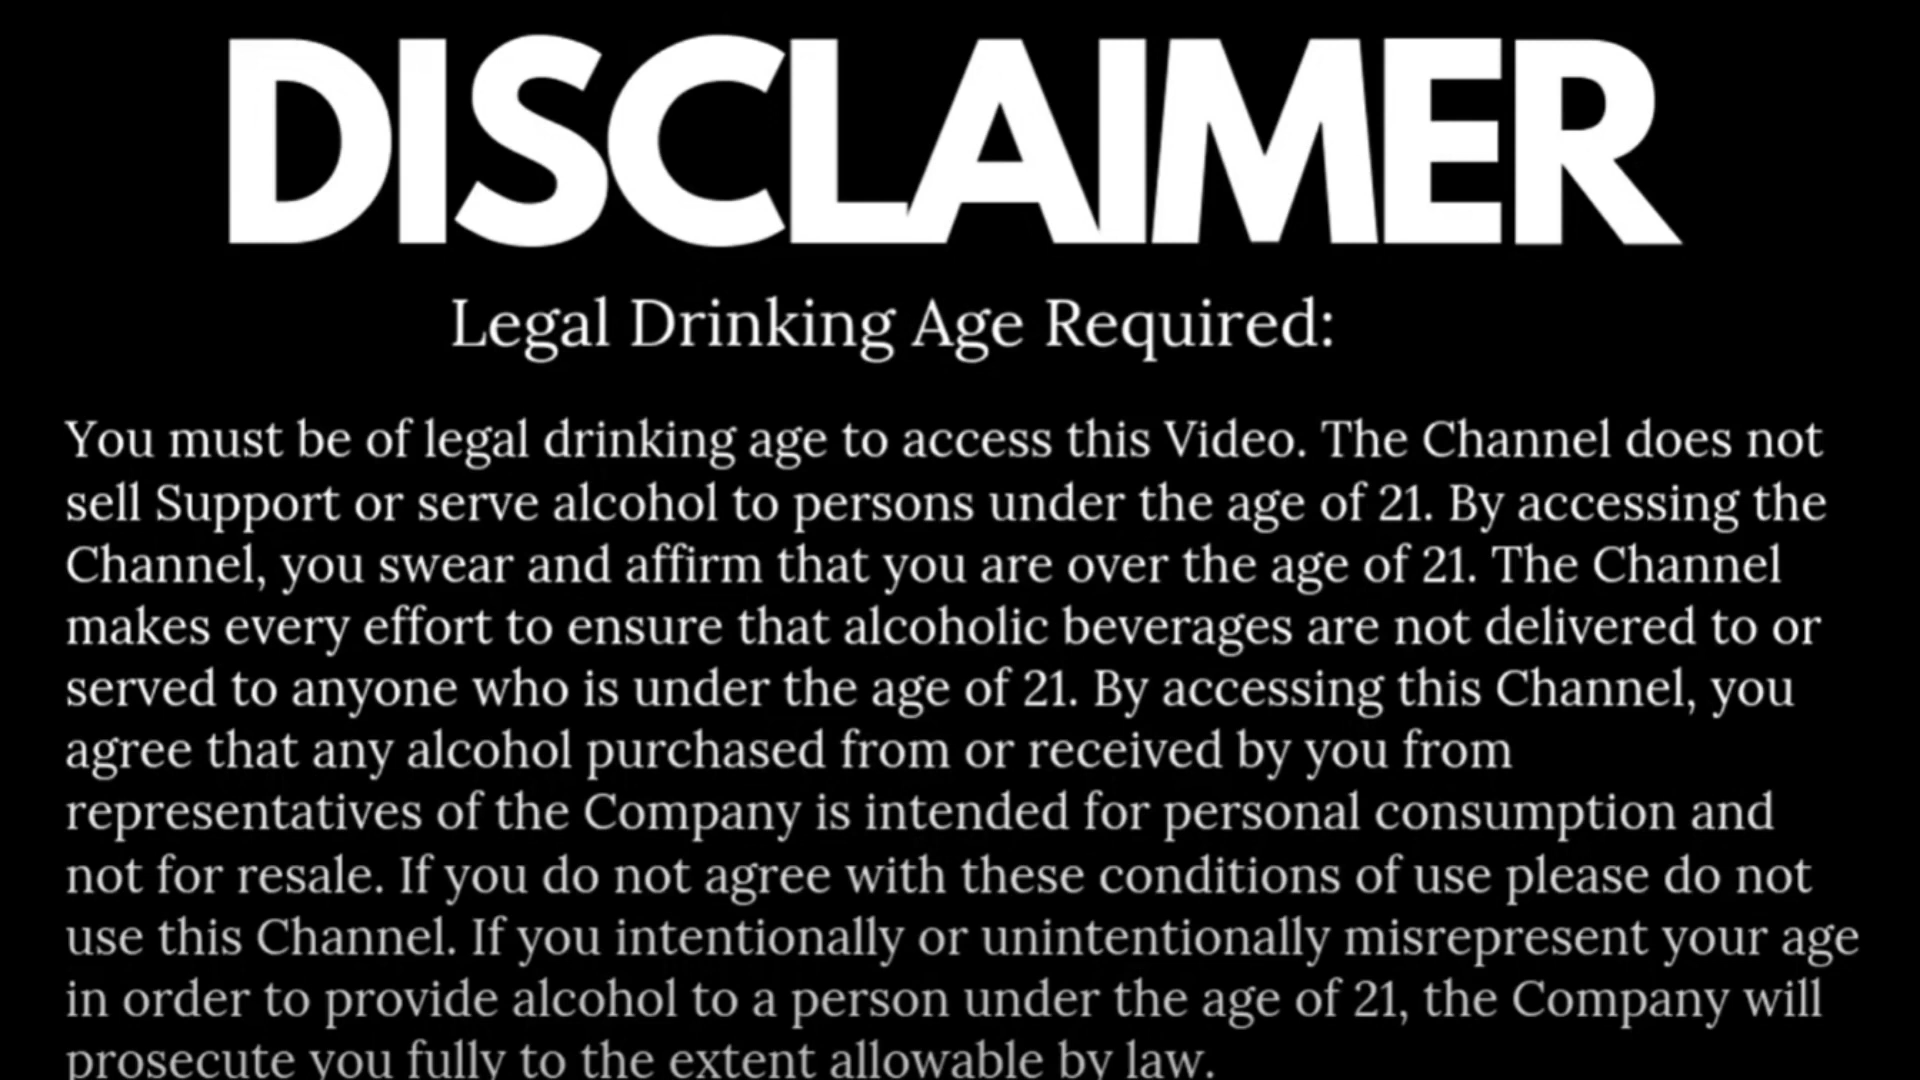 DISCLAIMER
Legal Drinking Age Required:
You must be of legal drinking age to access this Video. The Channel does not
sell Support or serve alcohol to persons under the age of 21. By accessing the
Channel, you swear and affirm that you are over the age of 21. The Channel
makes every effort to ensure that alcoholic beverages are not delivered to or
served to anyone who is under the age of 21. By accessing this Channel, you
agree that any alcohol purchased from or received by you from
representatives of the Company is intended for personal consumption and
not for resale. If you do not agree with these conditions of use please do not
use this Channel. If you intentionally or unintentionally misrepresent your age
in order to provide alcohol to a person under the age of 21, the Company will
prosecute you fully to the extent allowable by law.